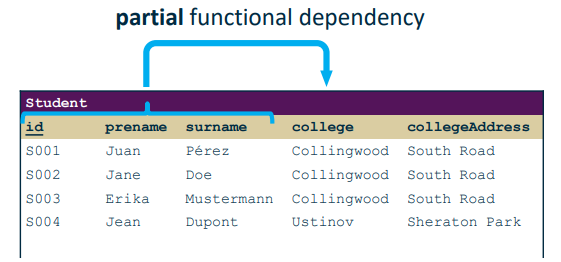 partial functional dependency
Student
id prename surname college collegeAddress
S001 Juan Pérez Collingwood South Road
S002 Jane Doe Collingwood South Road
S003 Erika Mustermann Collingwood South Road
S004 Jean Dupont Ustinov Sheraton Park